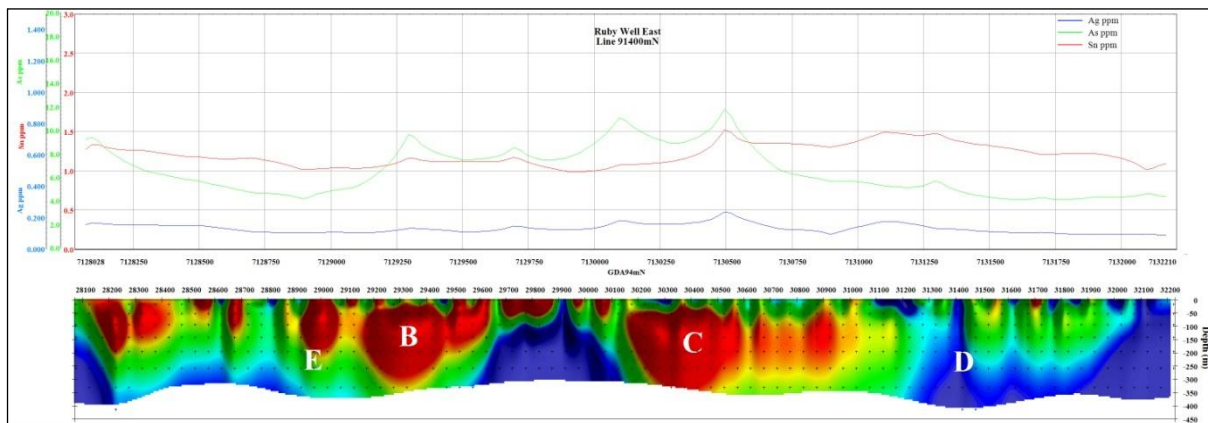 Ruby Well East
Line 91400mN
Ag ppm
As ppm
Sn ppm
As ppm
20.0
18.0
16.0
14.0
12.0
10.0
8.0
6.0
4.0
2.0
0.0
Ag ppm
Ag ppm
1.400
1.200
1.000
0.800
0.600
0.400
0.200
0.000
Sn ppm
3.0
2.5
2.0
1.5
1.0
0.5
0.0
7128028 7128250 7128500 7128750 7129000 7129250 7129500 7129750 7130000 7130250 7130500 7130750 7131000 7131250 7131500 7131750 7132000 7132210
GDA94mN
28100 28200 28300 28400 28500 28600 28700 28800 28900 29000 29100 29200 29300 29400 29500 29600 29700 29800 29900 30000 30100 30200 30300 30400 30500 30600 30700 30800 30900 31000 31100 31200 31300 31400 31500 31600 31700 31800 31900 32000 32100 32200
E
B
C
D
0
-50
-100
-150
-200
-250
-300
-350
-400
-450
Depth (m)